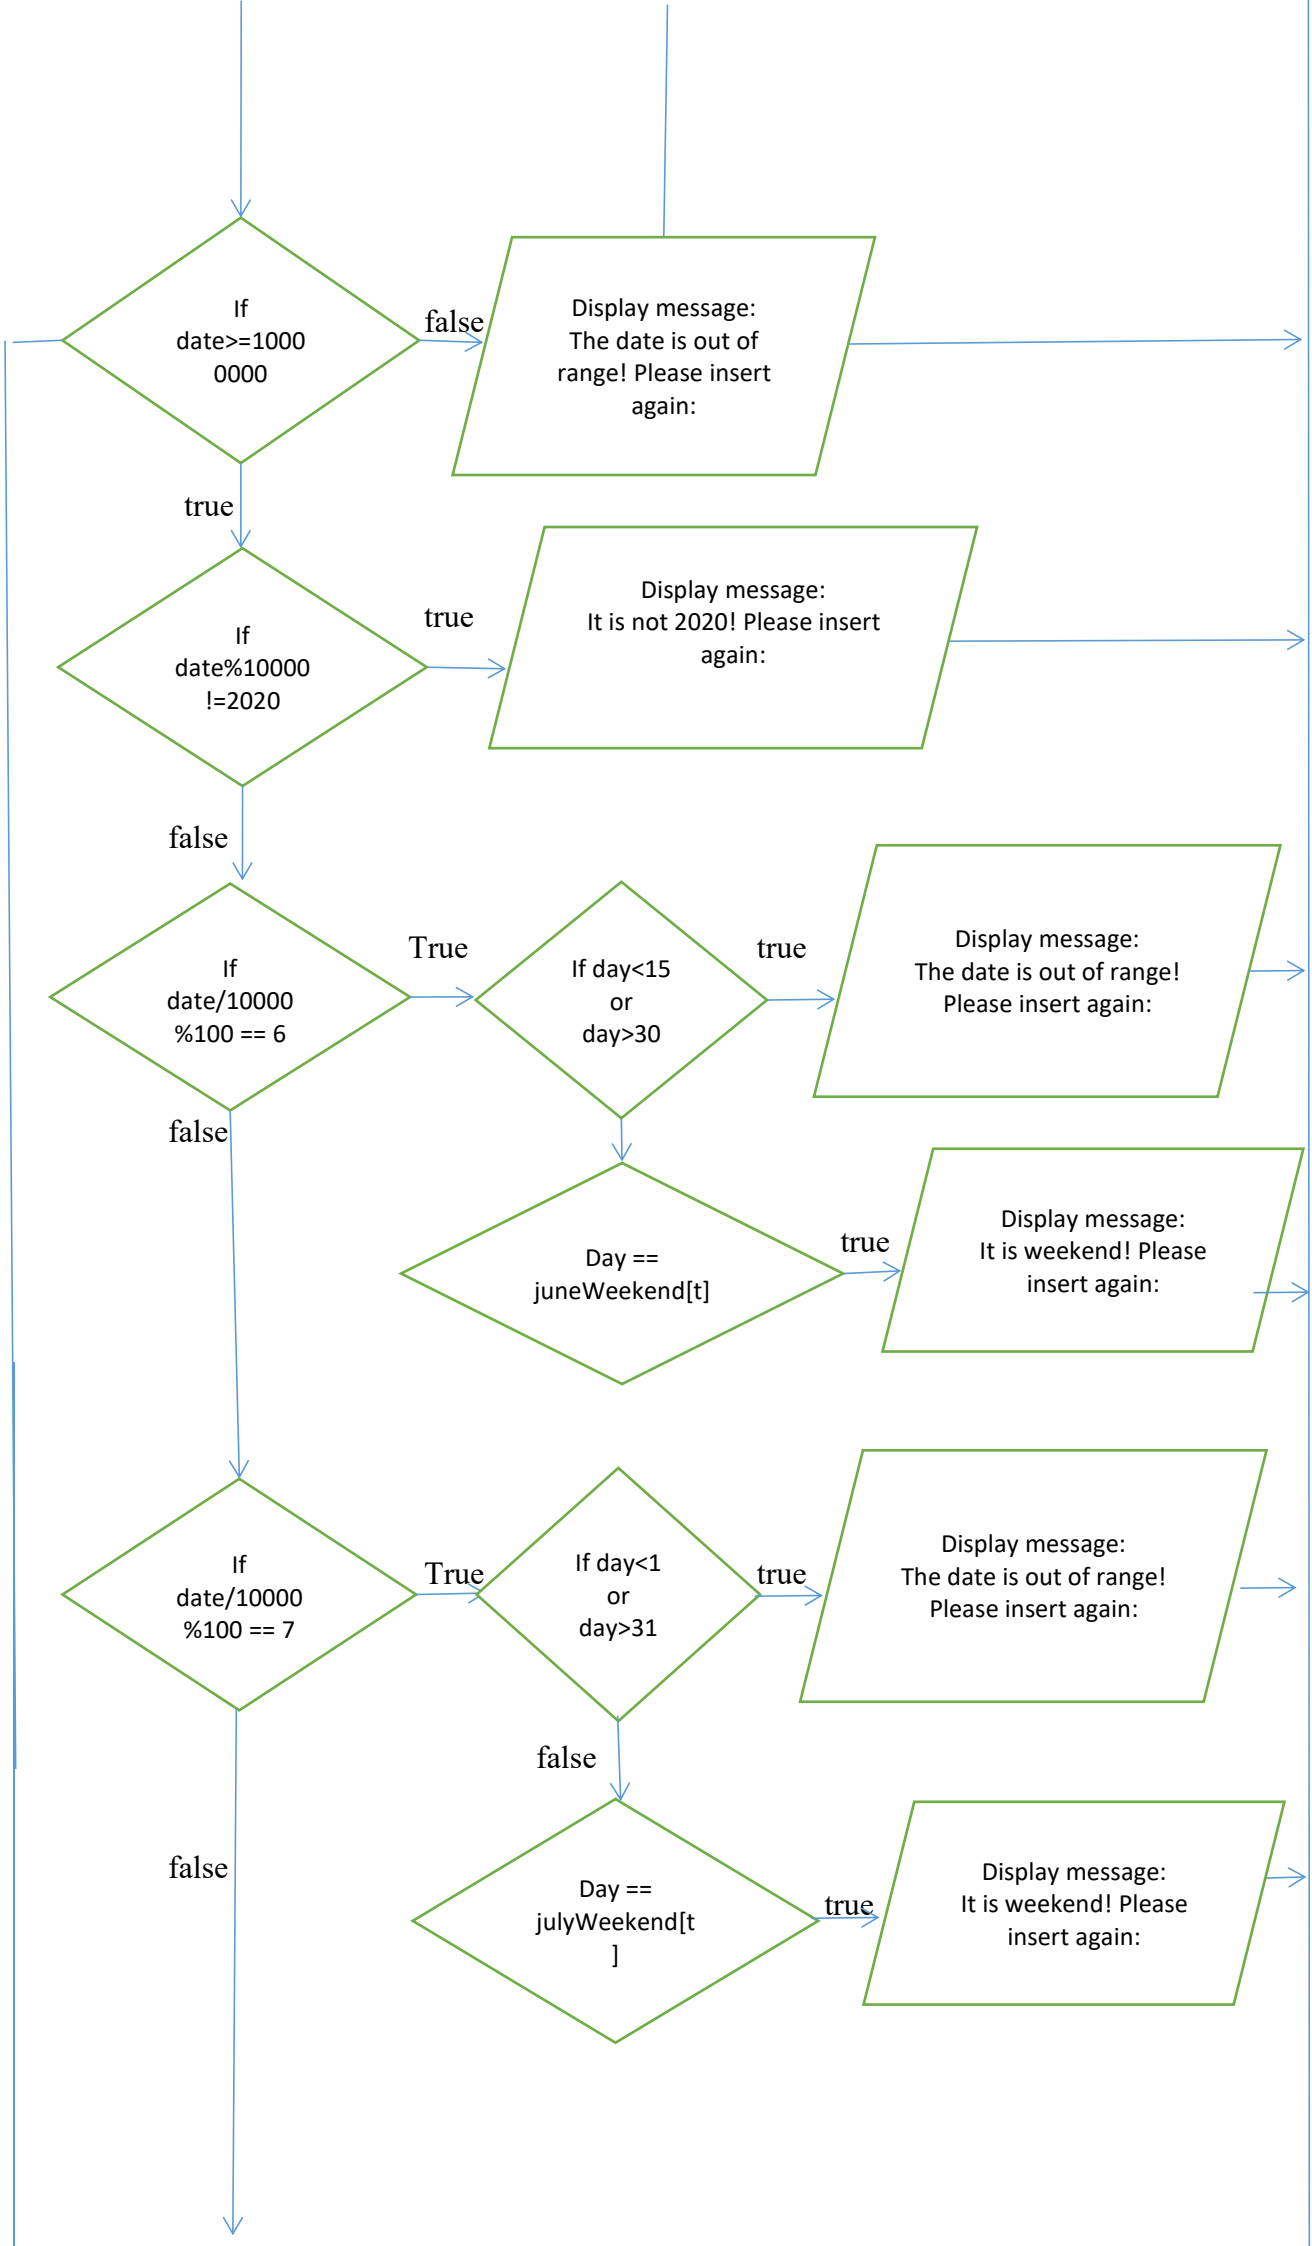 If
date>=1000
0000
false
Display message:
The date is out of
range! Please insert
again:
true
If
date%10000
!=2020
true
Display message:
It is not 2020! Please insert
again:
false
If
date/10000
%100 == 6
True
If day<15
or
day>30
true
Display message:
The date is out of range!
Please insert again:
false
Day ==
juneWeekend[t]
true
Display message:
It is weekend! Please
insert again:
If
date/10000
%100 == 7
True
If day<1
or
day>31
true
Display message:
The date is out of range!
Please insert again:
false
false
Day ==
julyWeekend[t
]
true
Display message:
It is weekend! Please
insert again: